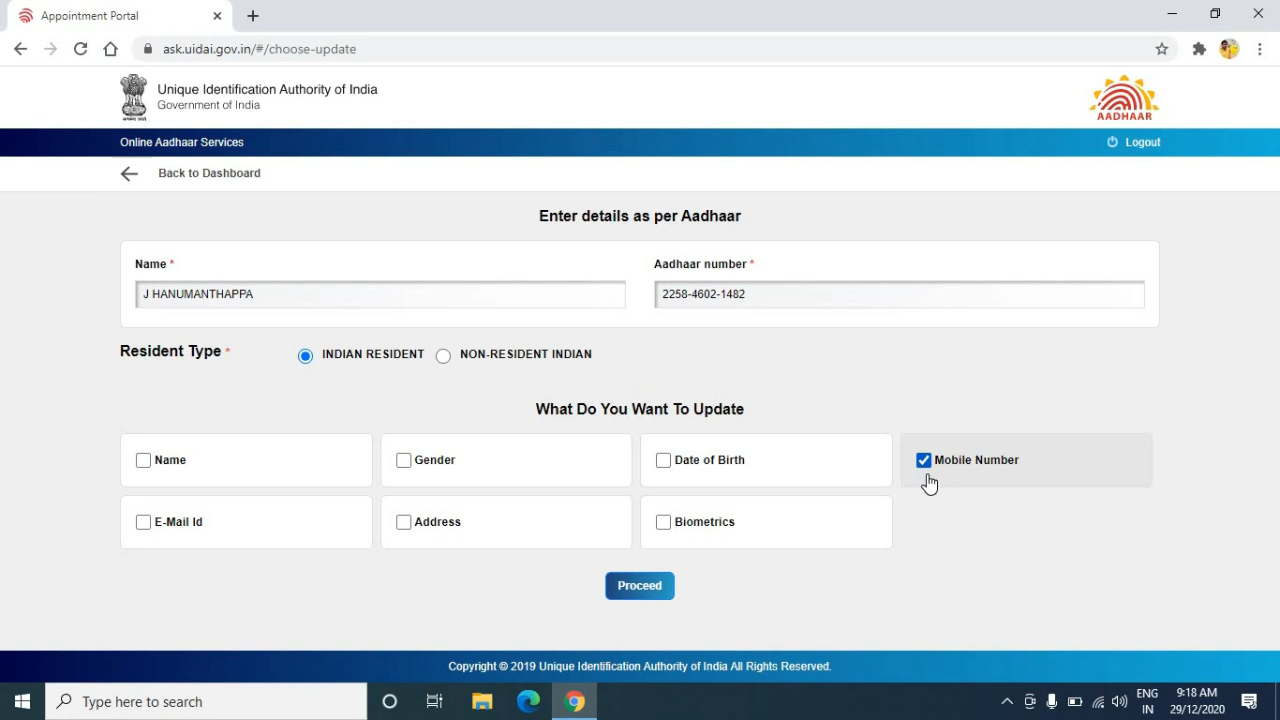 Appointment Portal
ask.uidai.gov.in/#/choose-update
Unique Identification Authority of India
Government of India
AADHAAR
Online Aadhaar Services
Logout
Back to Dashboard
Enter details as per Aadhaar
Name *
Aadhaar number *
J HANUMANTHAPPA
2258-4602-1482
Resident Type *
INDIAN RESIDENT
NON-RESIDENT INDIAN
What Do You Want To Update
Name
Gender
Date of Birth
Mobile Number
E-Mail Id
Address
Biometrics
Proceed
Copyright © 2019 Unique Identification Authority of India All Rights Reserved.
Type here to search
ENG
IN
9:18 AM
29/12/2020